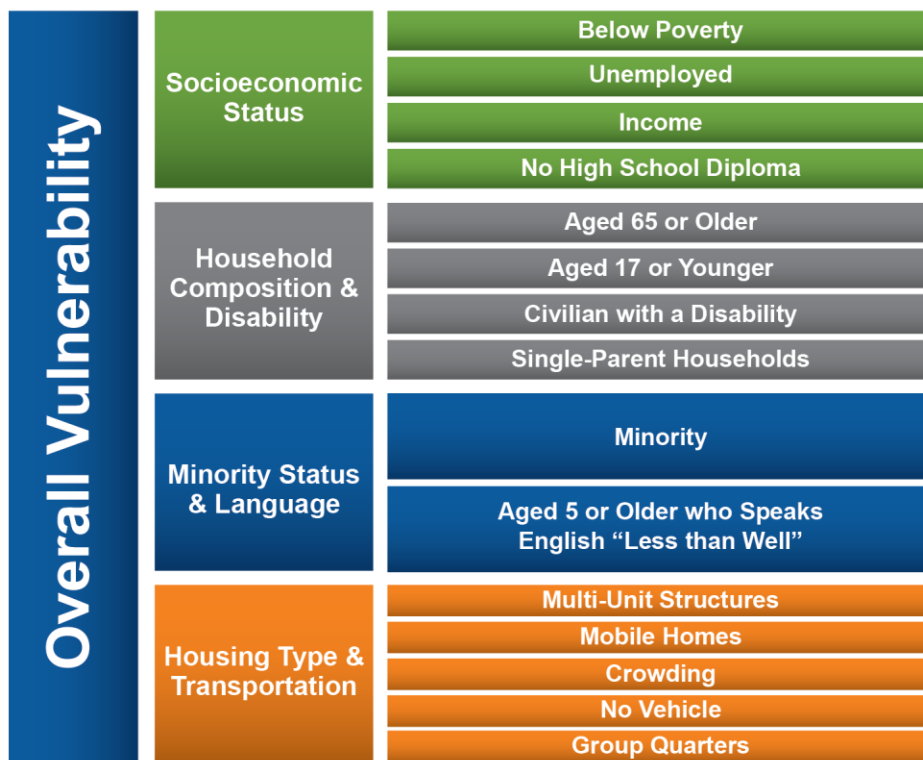 Overall Vulnerability
Socioeconomic
Status
Below Poverty
Unemployed
Income
No High School Diploma
Household
Composition &
Disability
Aged 65 or Older
Aged 17 or Younger
Civilian with a Disability
Single-Parent Households
Minority Status
& Language
Minority
Aged 5 or Older who Speaks
English “Less than Well”
Housing Type &
Transportation
Multi-Unit Structures
Mobile Homes
Crowding
No Vehicle
Group Quarters